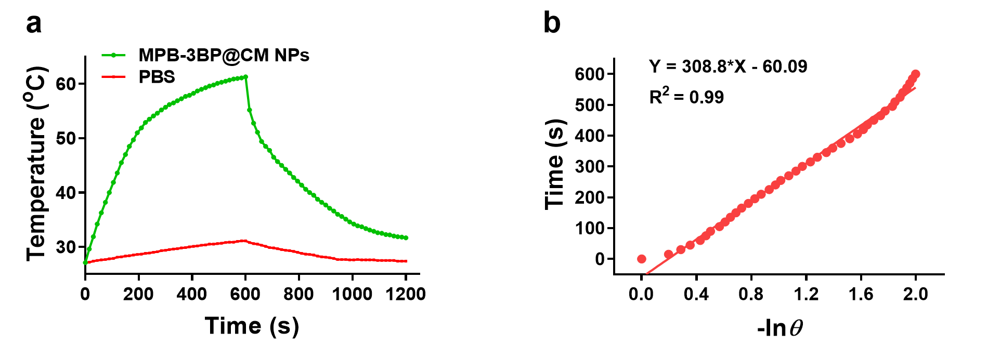 a
MPB-3BP@CM NPs
PBS
Temperature (°C)
60
50
40
30
0 200 400 600 800 1000 1200
Time (s)
b
Y = 308.8*X - 60.09
R² = 0.99
Time (s)
600
500
400
300
200
100
0
0.0 0.4 0.8 1.2 1.6 2.0
-lnθ